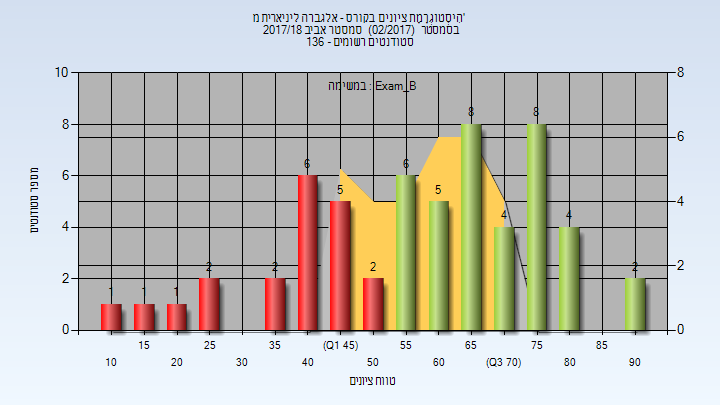 היסטוגרמת ציונים בקורס - אלגברה ליניארית מ'
בסמסטר (02/2017) סמסטר אביב 2017/18
סטודנטים רשומים - 136
במשימה : Exam_B
מספר סטודנטים
10 8 6 4 2 0
8 6 4 2 0
1 1 1 2 2 6 5 2 6 5 8 4 8 4 2
15 25 35 (Q1 45) 55 65 75 85
10 20 30 40 50 60 (Q3 70) 80 90
טווח ציונים